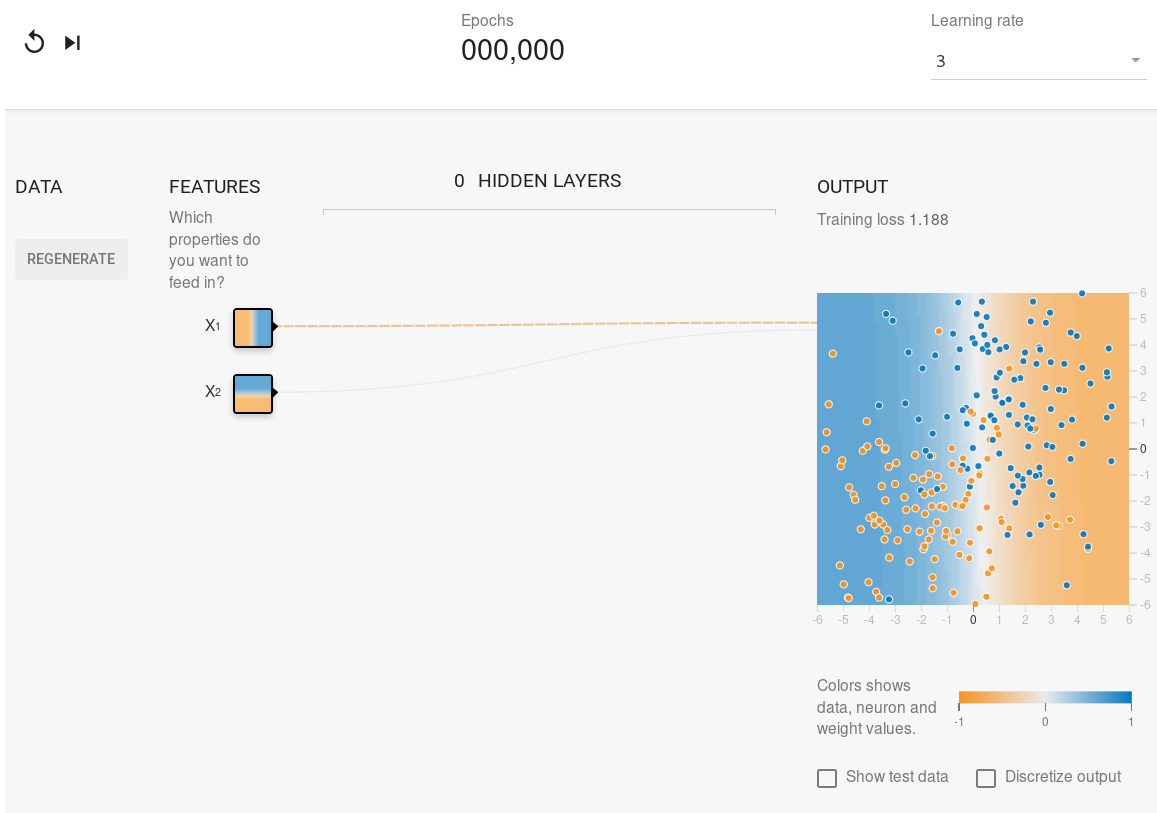 Epochs
000,000
Learning rate
3
DATA
FEATURES
0 HIDDEN LAYERS
OUTPUT
Which
properties do
you want to
feed in?
Training loss 1.188
REGENERATE
X1
X2
6
5
4
3
2
1
0
-1
-2
-3
-4
-5
-6
-6 -5 -4 -3 -2 -1 0 1 2 3 4 5 6
Colors shows
data, neuron and
weight values.
-1 0 1
Show test data
Discretize output